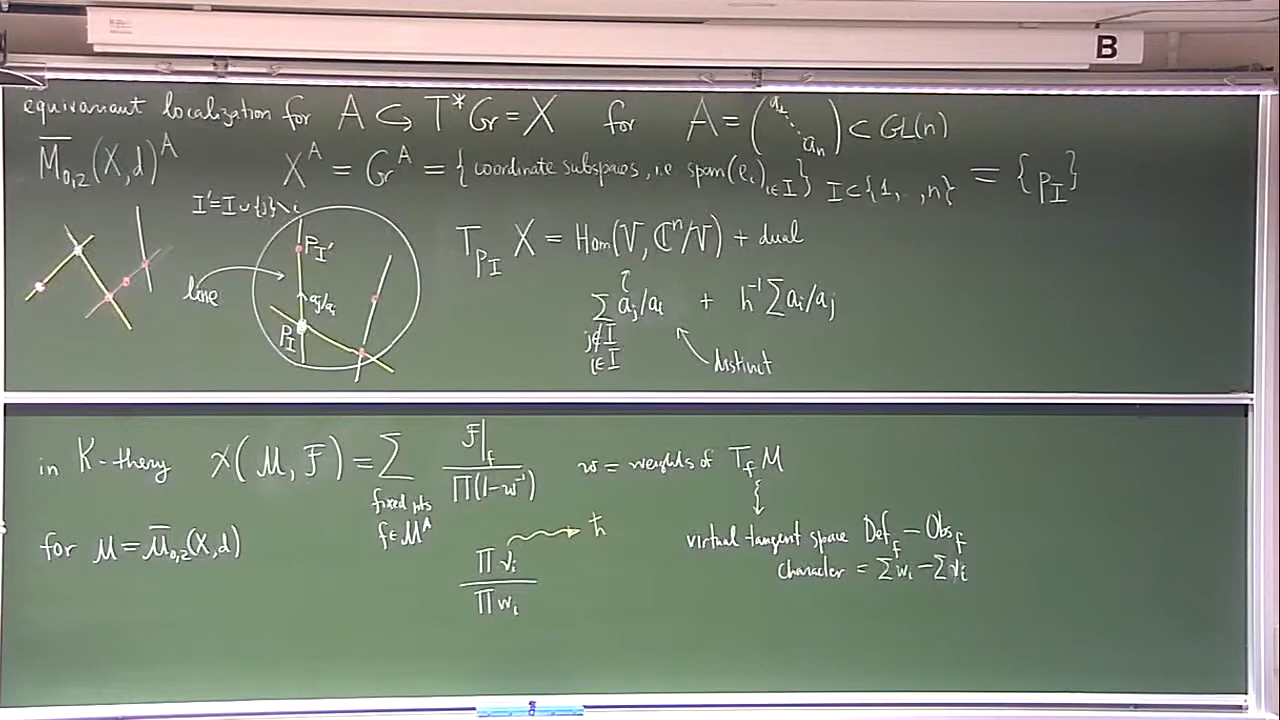 B
equivariant localization for A ↪ T*Gr = X for A = (a₁ ⋱ aₙ) ⊂ GL(n)
M̅₀,₂(X,d)^A X^A = Gr^A = { coordinate subspaces, i.e. span(eᵢ)_{i∈I} } I ⊂ {1, .. ,n} = {p_I}
I' = I ∪ {j} \ i
p_I'
line
aⱼ/aᵢ
p_I
T_{p_I} X = Hom(V, ℂⁿ/V) + dual
∑_{j∉I, i∈I} aⱼ/aᵢ + ħ⁻¹ ∑ aᵢ/aⱼ
distinct
in K-theory χ(M, F) = ∑_{fixed pts f∈M^A} F|_f / ∏(1-w⁻¹) w = weights of T_f M
for M = M̅₀,₂(X,d)
∏ νᵢ / ∏ wᵢ
ħ
virtual tangent space Def_f − Obs_f
character = ∑wᵢ − ∑νᵢ